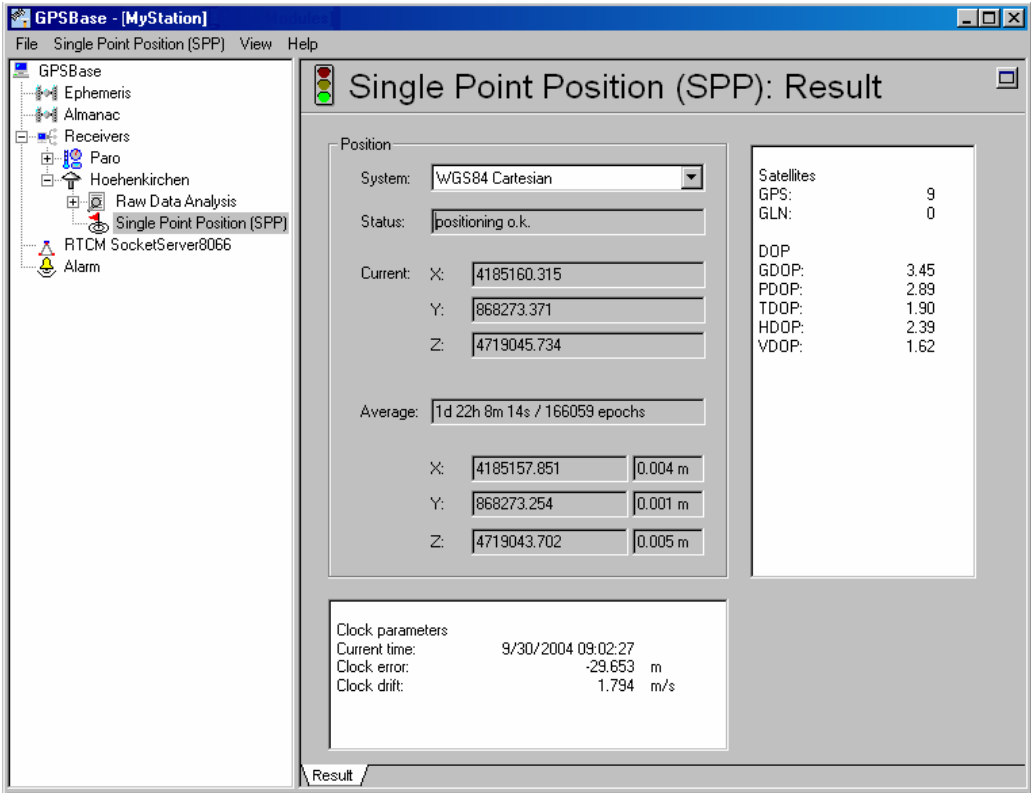 GPSBase - [MyStation]
File Single Point Position (SPP) View Help
GPSBase
Ephemeris
Almanac
Receivers
Paro
Hoehenkirchen
Raw Data Analysis
Single Point Position (SPP)
RTCM SocketServer8066
Alarm
Single Point Position (SPP): Result
Position
System: WGS84 Cartesian
Status: positioning o.k.
Current: X: 4185160.315
Y: 868273.371
Z: 4719045.734
Average: 1d 22h 8m 14s / 166059 epochs
X: 4185157.851 0.004 m
Y: 868273.254 0.001 m
Z: 4719043.702 0.005 m
Satellites
GPS: 9
GLN: 0
DOP
GDOP: 3.45
PDOP: 2.89
TDOP: 1.90
HDOP: 2.39
VDOP: 1.62
Clock parameters
Current time: 9/30/2004 09:02:27
Clock error: -29.653 m
Clock drift: 1.794 m/s
Result